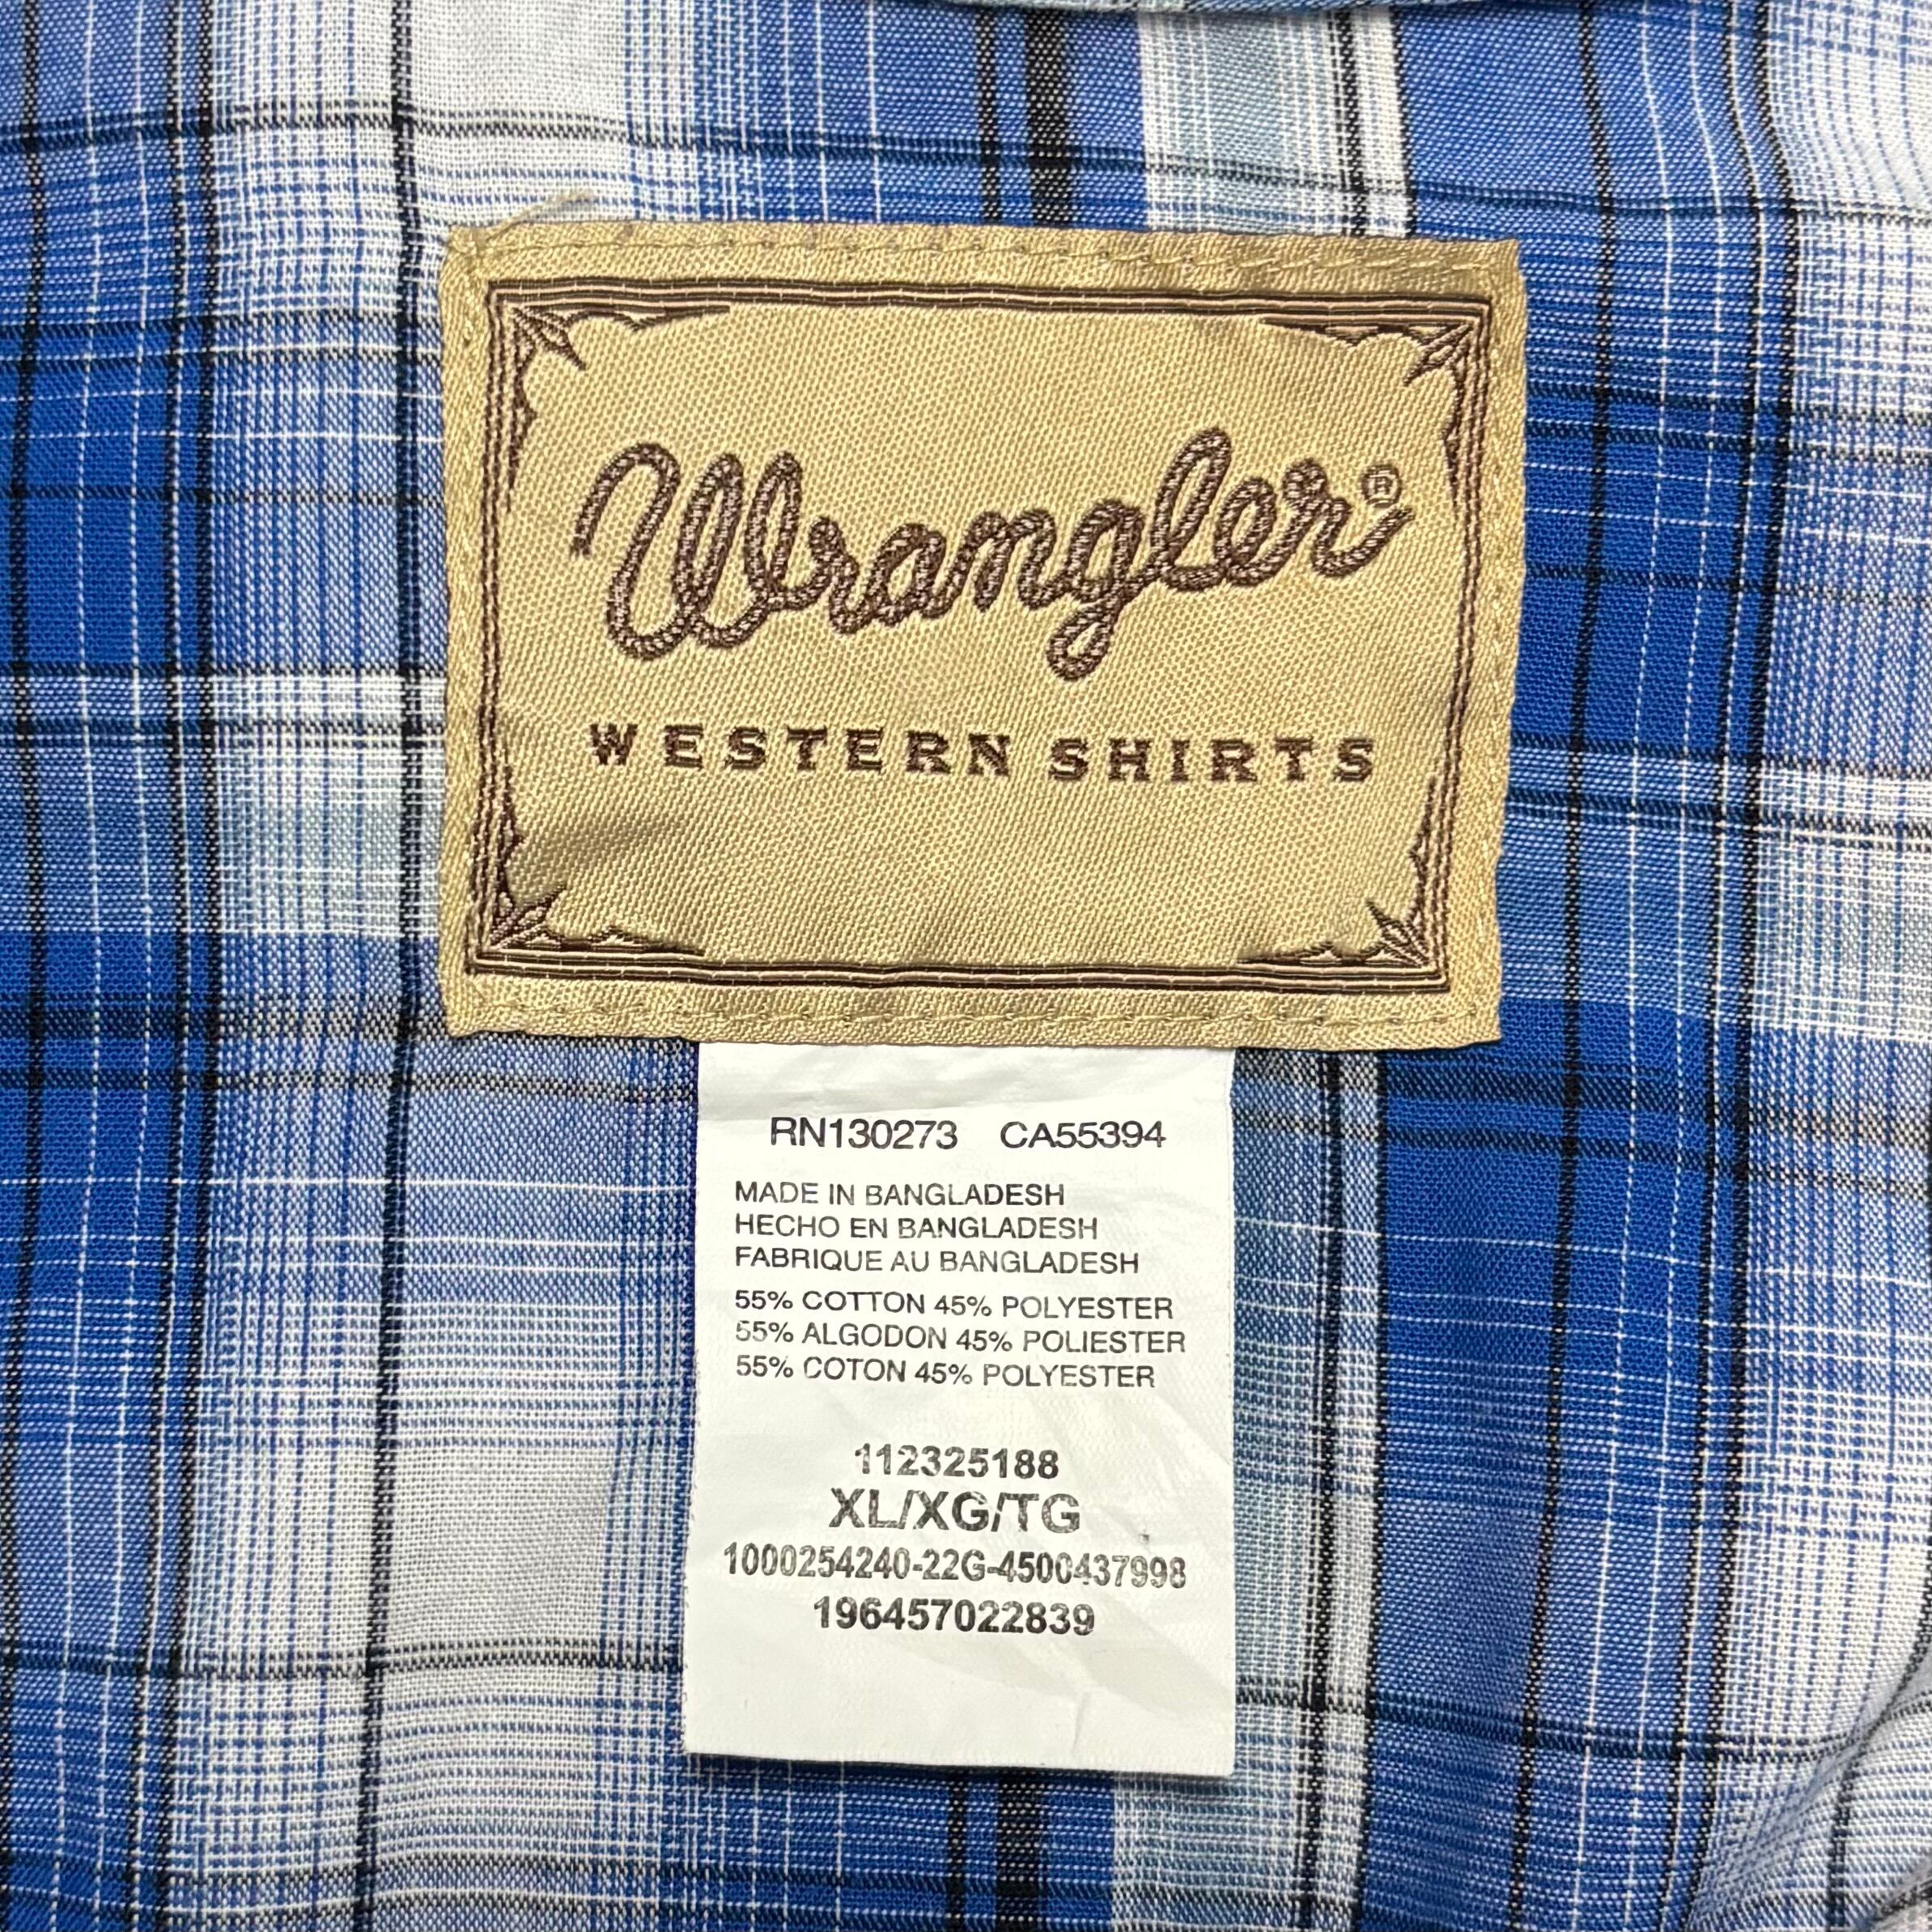 Wrangler®
WESTERN SHIRTS
RN130273 CA55394
MADE IN BANGLADESH
HECHO EN BANGLADESH
FABRIQUE AU BANGLADESH
55% COTTON 45% POLYESTER
55% ALGODON 45% POLIESTER
55% COTON 45% POLYESTER
112325188
XL/XG/TG
1000254240-22G-4500437998
196457022839